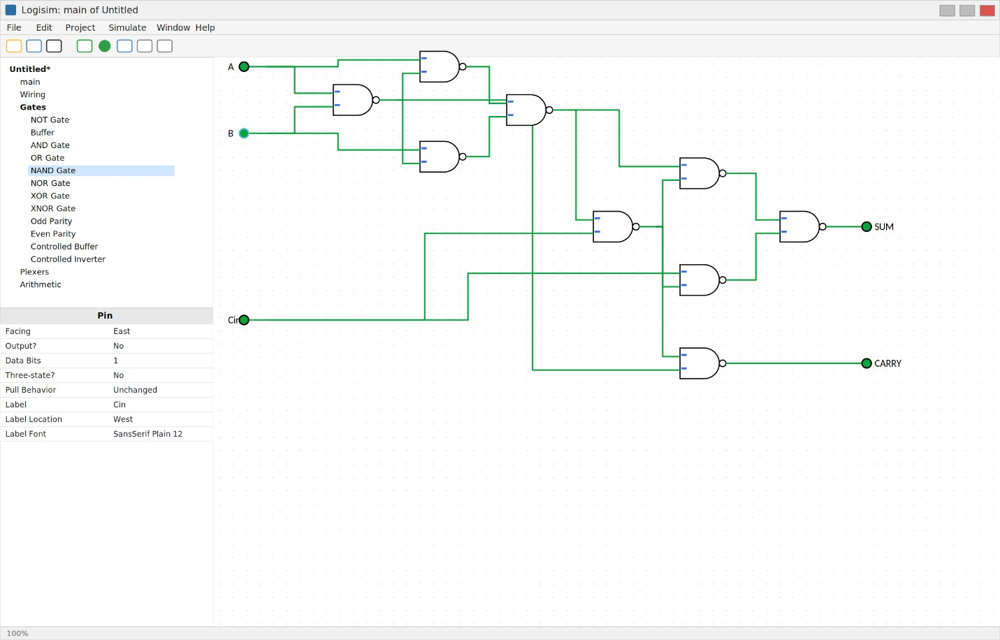 Logisim: main of Untitled
File Edit Project Simulate Window Help
Untitled*
main
Wiring
Gates
NOT Gate
Buffer
AND Gate
OR Gate
NAND Gate
NOR Gate
XOR Gate
XNOR Gate
Odd Parity
Even Parity
Controlled Buffer
Controlled Inverter
Plexers
Arithmetic
Pin
Facing East
Output? No
Data Bits 1
Three-state? No
Pull Behavior Unchanged
Label Cin
Label Location West
Label Font SansSerif Plain 12
A
B
SUM
Cin
CARRY
100%